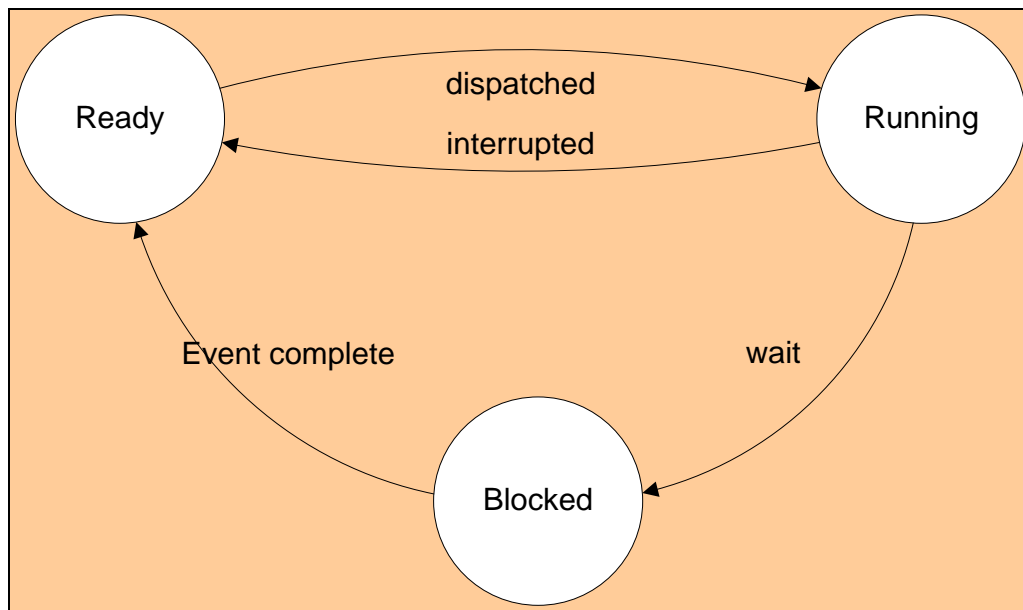 dispatched
Ready
Running
interrupted
Event complete
wait
Blocked